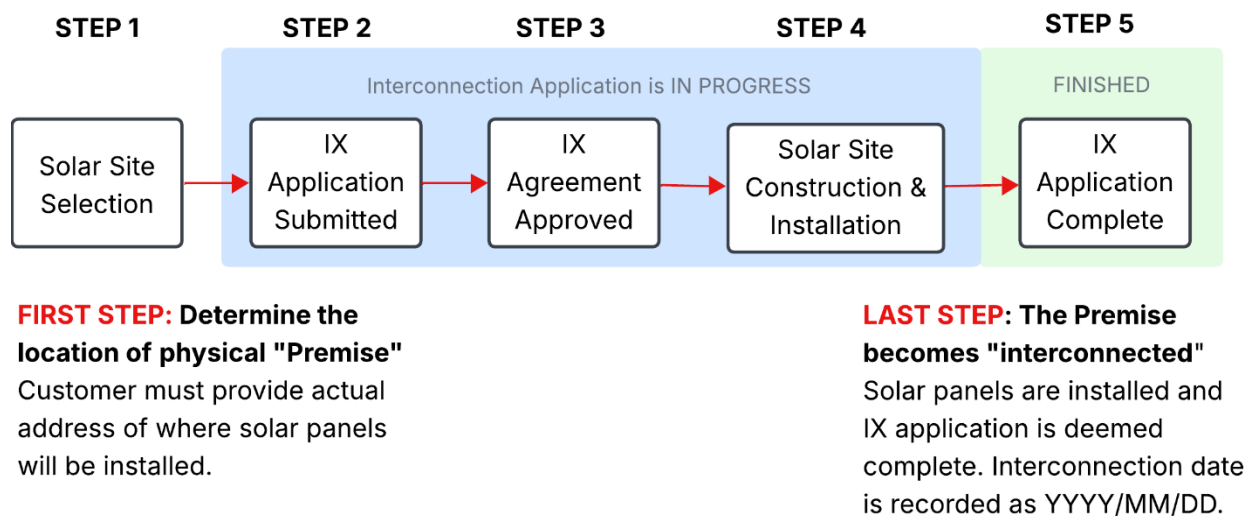 STEP 1
STEP 2
STEP 3
STEP 4
STEP 5
Interconnection Application is IN PROGRESS
FINISHED
Solar Site
Selection
IX
Application
Submitted
IX
Agreement
Approved
Solar Site
Construction &
Installation
IX
Application
Complete
FIRST STEP: Determine the
location of physical "Premise"
Customer must provide actual
address of where solar panels
will be installed.
LAST STEP: The Premise
becomes "interconnected"
Solar panels are installed and
IX application is deemed
complete. Interconnection date
is recorded as YYYY/MM/DD.